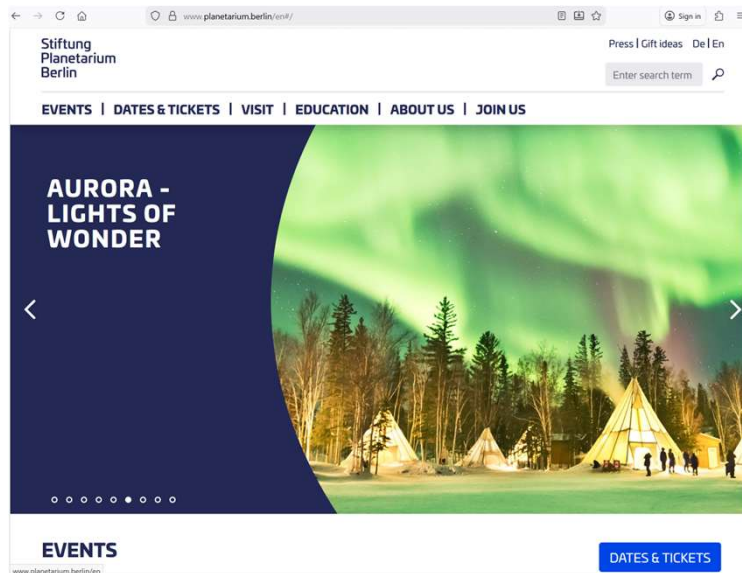 www.planetarium.berlin/en#/
Sign in
Stiftung
Planetarium
Berlin
Press | Gift ideas De | En
Enter search term
EVENTS | DATES & TICKETS | VISIT | EDUCATION | ABOUT US | JOIN US
AURORA -
LIGHTS OF
WONDER
EVENTS
DATES & TICKETS
www.planetarium.berlin/en